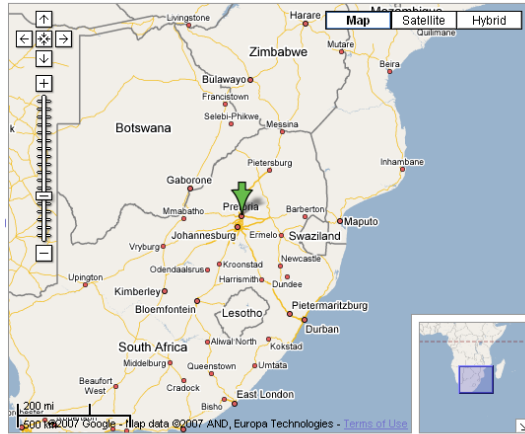 Livingstone
Harare
Mozambique
Map
Satellite
Hybrid
Quilimane
Mutare
Zimbabwe
Beira
Bulawayo
Francistown
Selebi-Phikwe
Messina
Botswana
Pietersburg
Inhambane
Gaborone
Pretoria
Mmabatho
Barberton
Maputo
Johannesburg
Ermelo
Swaziland
Vryburg
Newcastle
Kroonstad
Odendaalsrus
Upington
Harrismith
Dundee
Kimberley
Bloemfontein
Pietermaritzburg
Lesotho
Durban
South Africa
Aliwal North
Kokstad
Middelburg
Queenstown
Umtata
Beaufort
West
Cradock
East London
Bisho
200 mi
500 km
©2007 Google - Map data ©2007 AND, Europa Technologies - Terms of Use